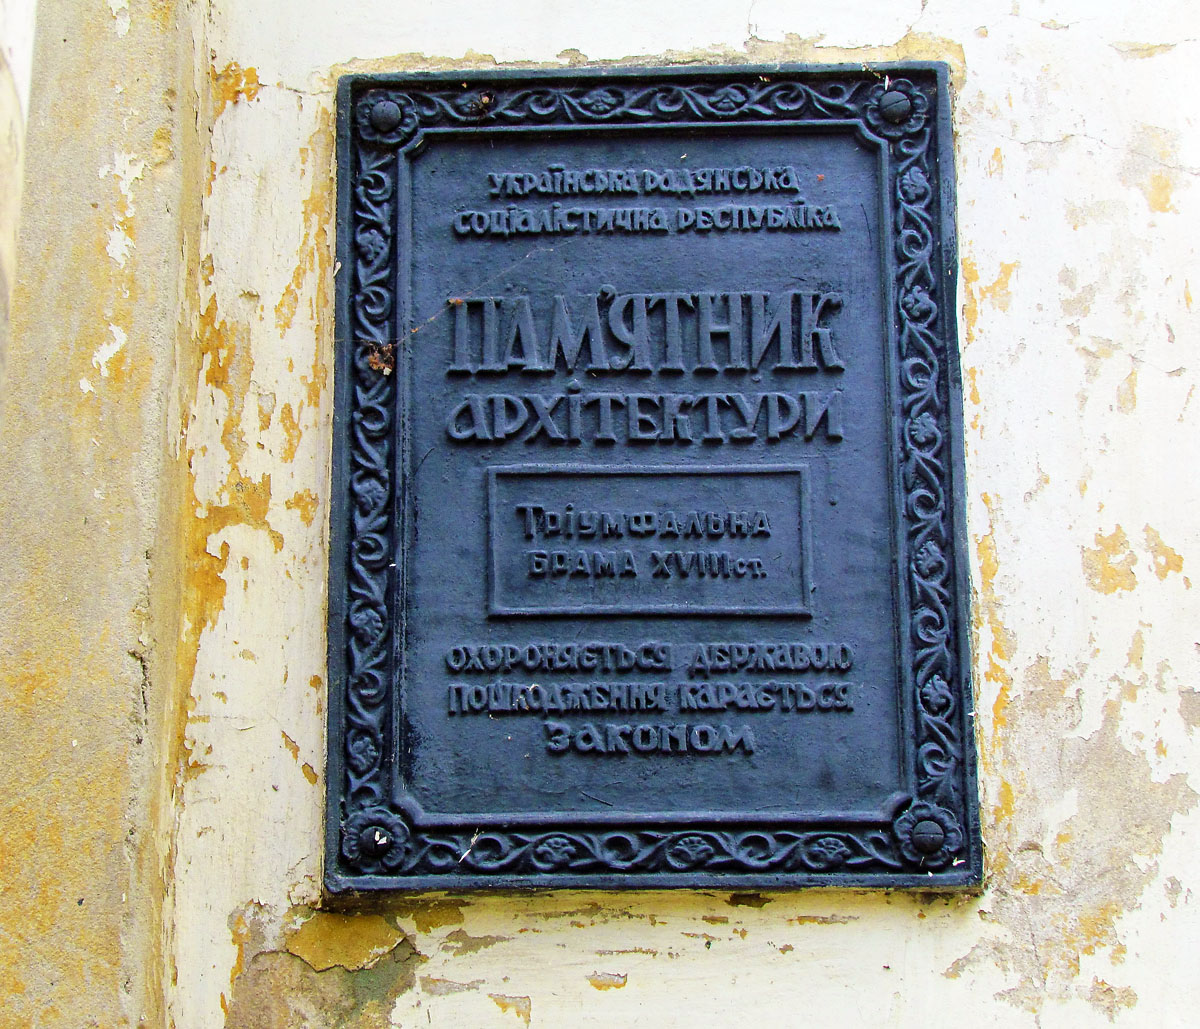 УКРАЇНСЬКА РАДЯНСЬКА
СОЦІАЛІСТИЧНА РЕСПУБЛІКА
ПАМ'ЯТНИК
АРХІТЕКТУРИ
ТРІУМФАЛЬНА
БРАМА XVIII СТ.
ОХОРОНЯЄТЬСЯ ДЕРЖАВОЮ
ПОШКОДЖЕННЯ КАРАЄТЬСЯ
ЗАКОНОМ